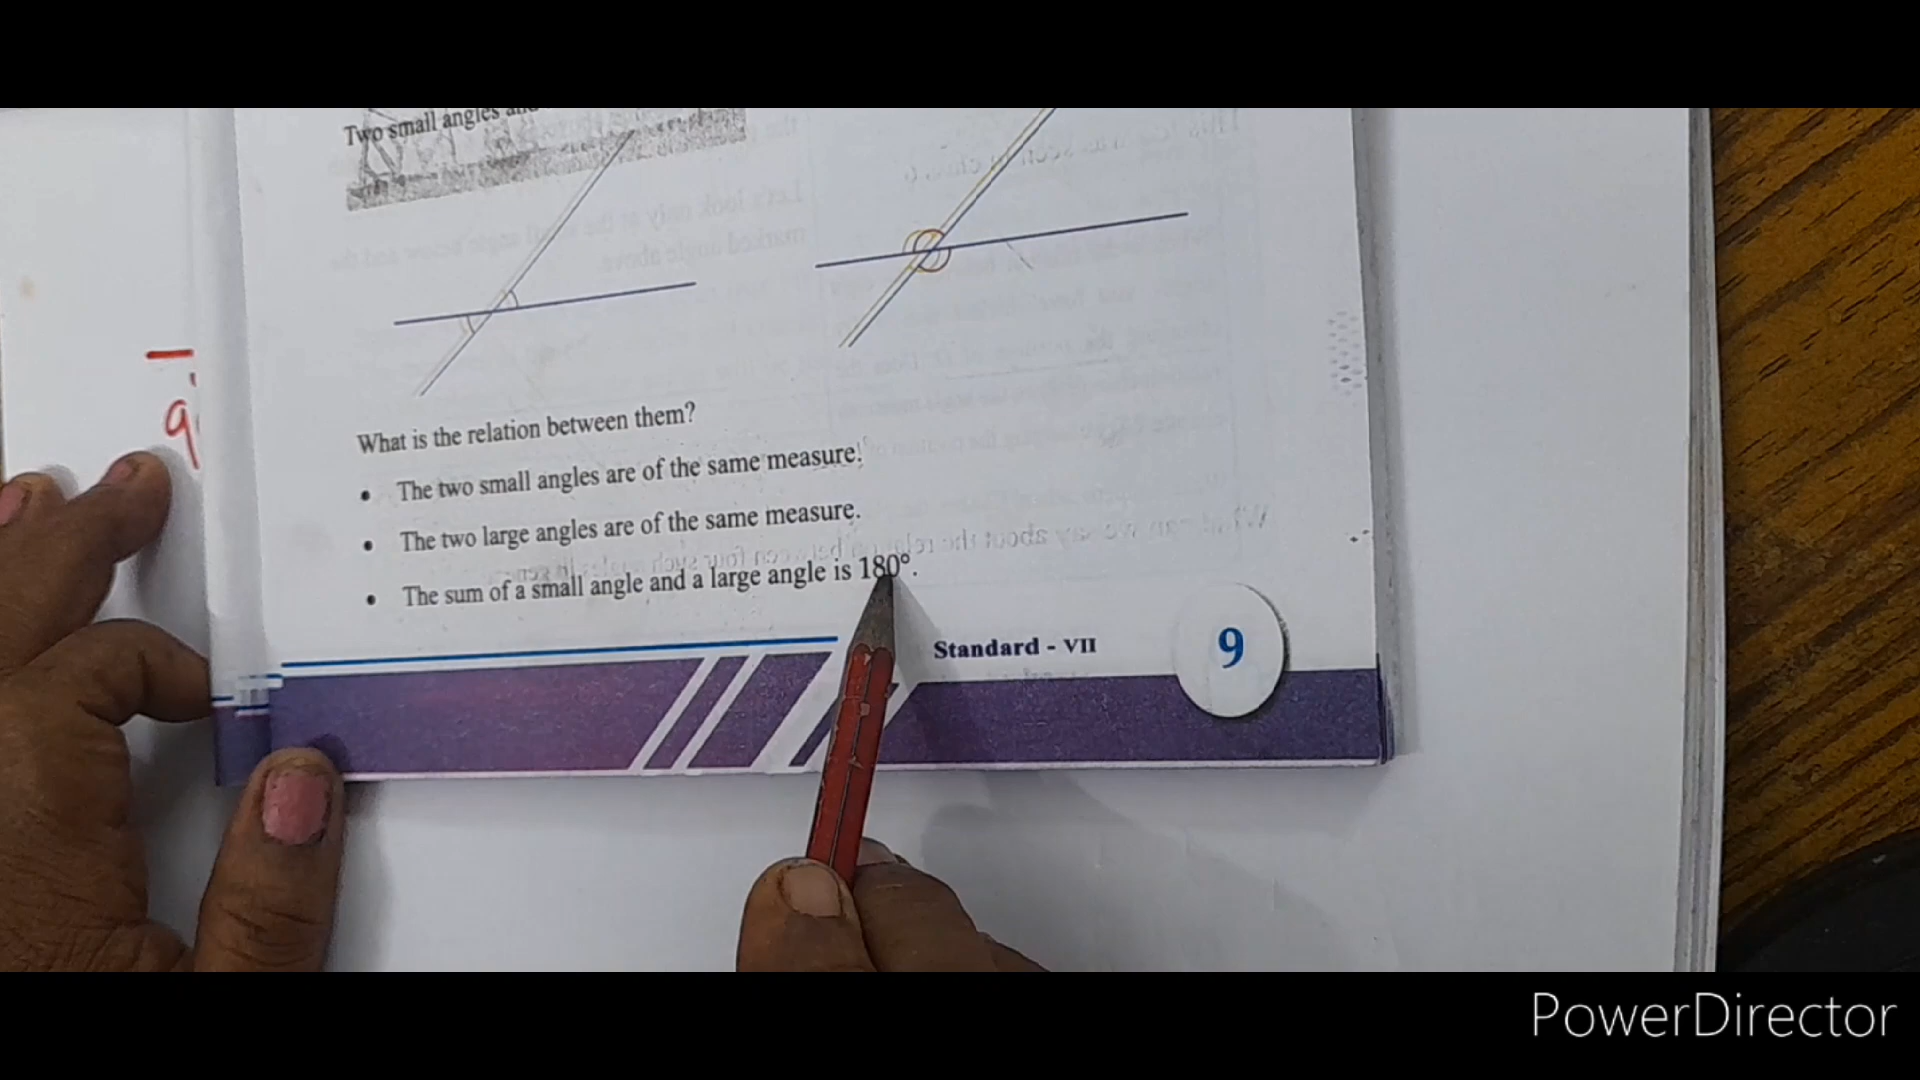 Two small angles and
What is the relation between them?
• The two small angles are of the same measure.
• The two large angles are of the same measure.
• The sum of a small angle and a large angle is 180°.
Standard - VII
9
PowerDirector